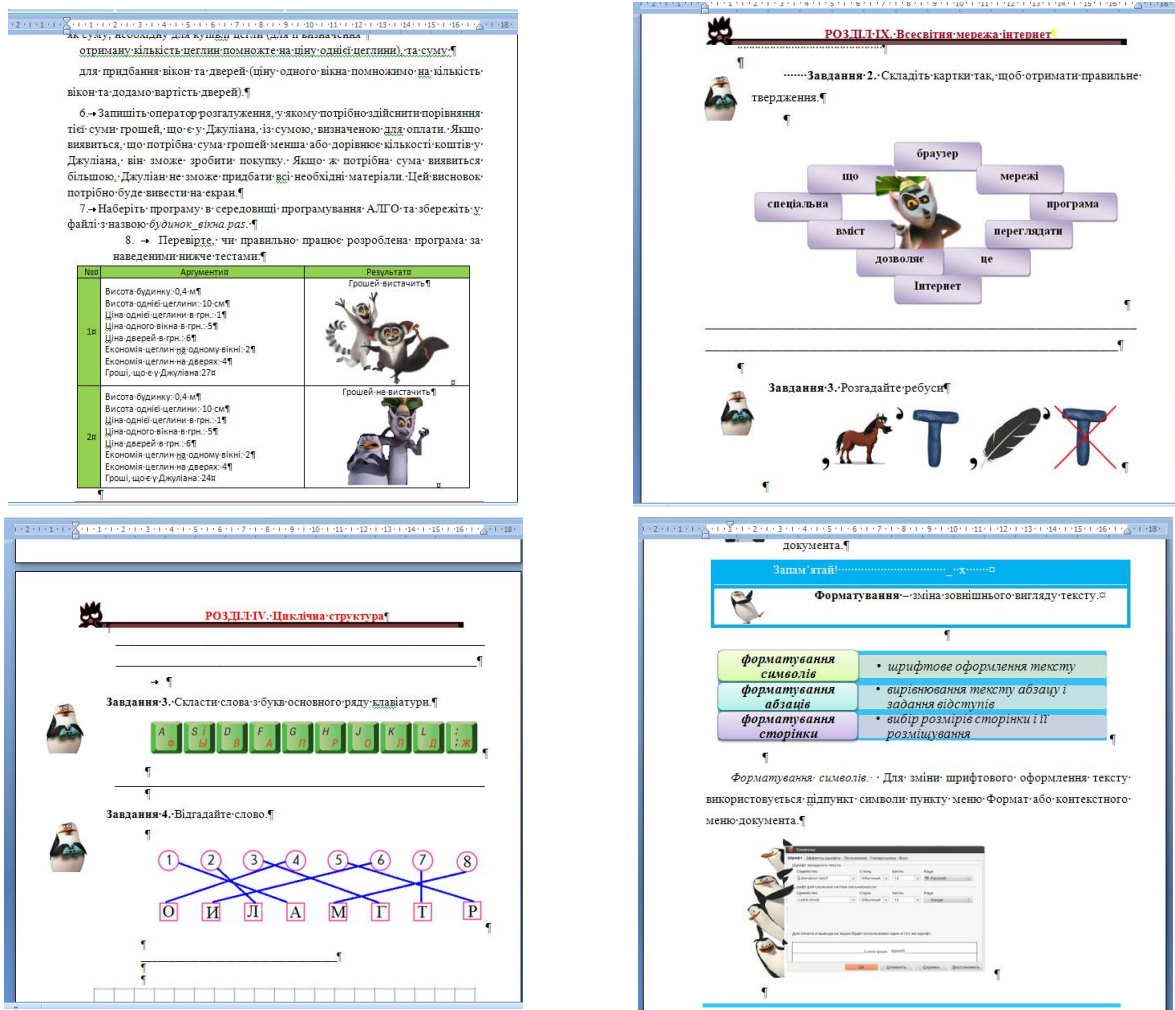 як суму, необхідну для купівлі цегли (для її визначення
отриману кількість цеглин помножте на ціну однієї цеглини), та суму
для придбання вікон та дверей (ціну одного вікна помножимо на кількість
вікон та додамо вартість дверей).
6. Запишіть оператор розгалуження, у якому потрібно здійснити порівняння
тієї суми грошей, що є у Джуліана, із сумою, визначеною для оплати. Якщо
виявиться, що потрібна сума грошей менша або дорівнює кількості коштів у
Джуліана, він зможе зробити покупку. Якщо ж потрібна сума виявиться
більшою, Джуліан не зможе придбати всі необхідні матеріали. Цей висновок
потрібно буде вивести на екран.
7. Наберіть програму в середовищі програмування АЛГО та збережіть у
файлі з назвою будинок_вікна.pas.
8. Перевірте, чи правильно працює розроблена програма за
наведеними нижче тестами:
№ Аргументи Результат
1
Висота будинку: 0,4 м
Висота однієї цеглини: 10 см
Ціна однієї цеглини в грн.: 1
Ціна одного вікна в грн.: 5
Ціна дверей в грн.: 6
Економія цеглин на одному вікні: 2
Економія цеглин на дверях: 4
Гроші, що є у Джуліана:27
Грошей вистачить
2
Висота будинку: 0,4 м
Висота однієї цеглини: 10 см
Ціна однієї цеглини в грн.: 1
Ціна одного вікна в грн.: 5
Ціна дверей в грн.: 6
Економія цеглин на одному вікні: 2
Економія цеглин на дверях: 4
Гроші, що є у Джуліана:24
Грошей не вистачить
РОЗДІЛ ІХ. Всесвітня мережа інтернет
Завдання 2. Складіть картки так, щоб отримати правильне
твердження.
браузер
що мережі
спеціальна програма
вміст переглядати
дозволяє це
Інтернет
Завдання 3. Розгадайте ребуси
, ’ Т , ’ Т
РОЗДІЛ IV. Циклічна структура
Завдання 3. Скласти слова з букв основного ряду клавіатури.
A S i D F G H J K L :
Ф Ы В А П Р О Л Д ; Ж
Завдання 4. Відгадайте слово.
1 2 3 4 5 6 7 8
О И Л А М Г Т Р
документа.
Запам’ятай! _ х
Форматування – зміна зовнішнього вигляду тексту.
форматування
символів
• шрифтове оформлення тексту
форматування
абзаців
• вирівнювання тексту абзацу і
задання відступів
форматування
сторінки
• вибір розмірів сторінки і її
розміщування
Форматування символів. Для зміни шрифтового оформлення тексту
використовується підпункт символи пункту меню Формат або контекстного
меню документа.